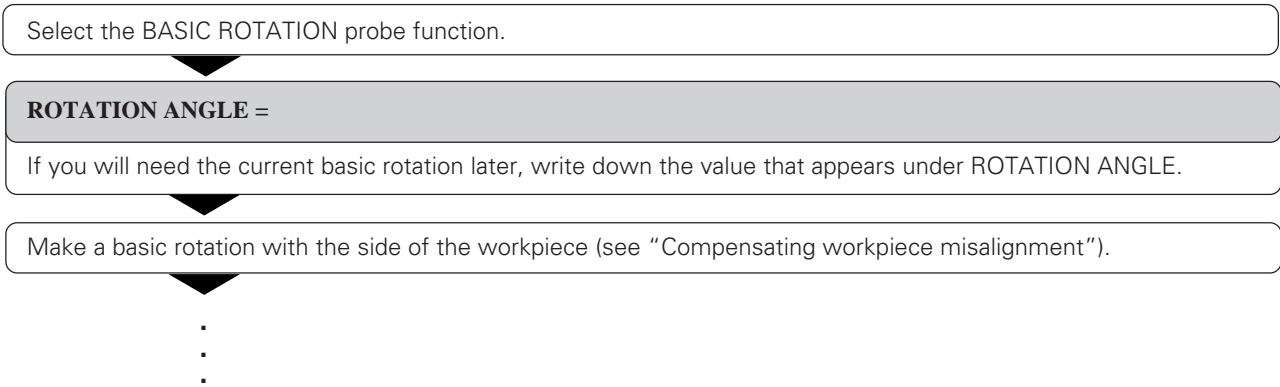 Select the BASIC ROTATION probe function.
ROTATION ANGLE =
If you will need the current basic rotation later, write down the value that appears under ROTATION ANGLE.
Make a basic rotation with the side of the workpiece (see “Compensating workpiece misalignment”).
.
.
.